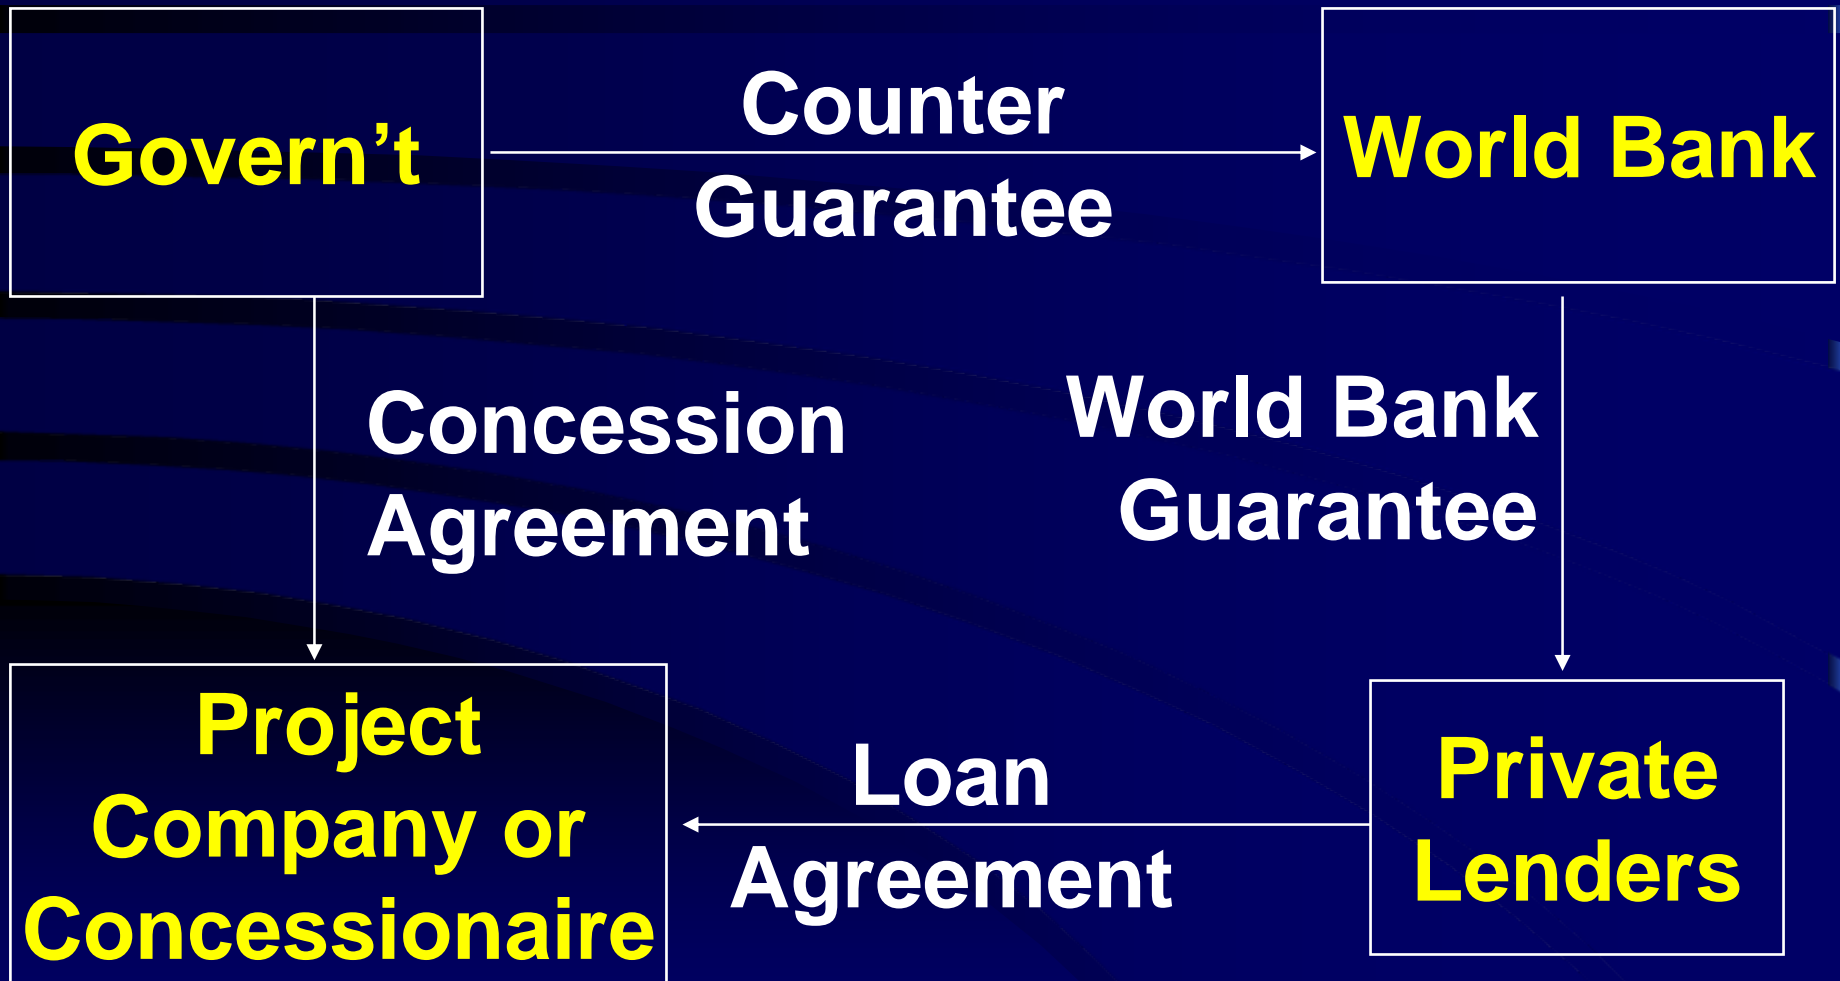 Govern’t
Counter
Guarantee
World Bank
Concession
Agreement
World Bank
Guarantee
Project
Company or
Concessionaire
Loan
Agreement
Private
Lenders